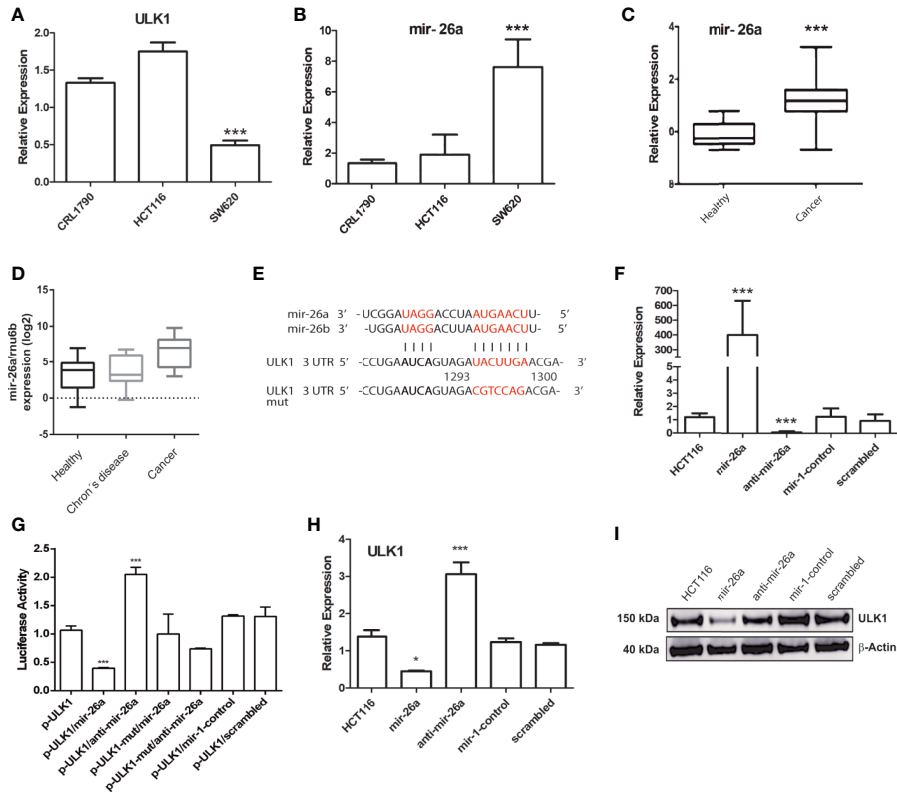 A
ULK1
Relative Expression
2.0
1.5
1.0
0.5
0.0
***
CRL1790
HCT116
SW620
B
mir- 26a
Relative Expression
10
8
6
4
2
0
***
CRL1790
HCT116
SW620
C
mir- 26a
Relative Expression
2
0
8
***
Healthy
Cancer
D
mir-26a/rnu6b
expression (log2)
15
10
5
0
-5
Healthy
Chron´s disease
Cancer
E
mir-26a 3’ -UCGGAUAGGACCUAAUGAACUU- 5’
mir-26b 3’ -UGGAUAGGACUUAAUGAACUU- 5’
ULK1 3 UTR 5’ -CCUGAAUCAGUAGAUACUUGAACGA- 3’
1293 1300
ULK1 3 UTR 5’ -CCUGAAUCAGUAGACGTCCAGACGA- 3’
mut
F
Relative Expression
700
600
500
400
300
5
4
3
2
1
0
***
***
HCT116
mir-26a
anti-mir-26a
mir-1-control
scrambled
G
Luciferase Activity
2.5
2.0
1.5
1.0
0.5
0.0
***
***
p-ULK1
p-ULK1/mir-26a
p-ULK1/anti-mir-26a
p-ULK1-mut/mir-26a
p-ULK1-mut/anti-mir-26a
p-ULK1/mir-1-control
p-ULK1/scrambled
H
ULK1
Relative Expression
4
3
2
1
0
*
***
HCT116
mir-26a
anti-mir-26a
mir-1-control
scrambled
I
HCT116
mir-26a
anti-mir-26a
mir-1-control
scrambled
150 kDa
ULK1
40 kDa
β-Actin